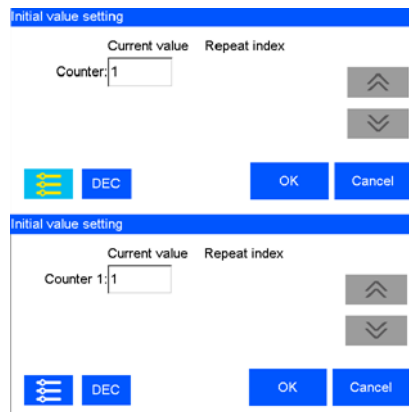 Initial value setting
Current value Repeat index
Counter: 1
DEC OK Cancel
Initial value setting
Current value Repeat index
Counter 1: 1
DEC OK Cancel